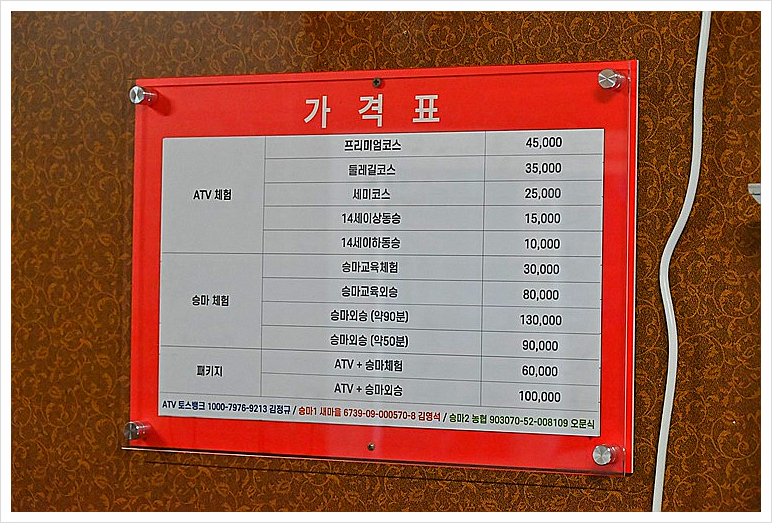 가격표
ATV 체험
프리미엄코스 45,000
둘레길코스 35,000
세미코스 25,000
14세이상동승 15,000
14세이하동승 10,000
승마 체험
승마교육체험 30,000
승마교육외승 80,000
승마외승 (약90분) 130,000
승마외승 (약50분) 90,000
패키지
ATV + 승마체험 60,000
ATV + 승마외승 100,000
ATV 토스뱅크 1000-7976-9213 김정규 / 승마1 새마을 6739-09-000570-8 김영석 / 승마2 농협 903070-52-008109 오문식